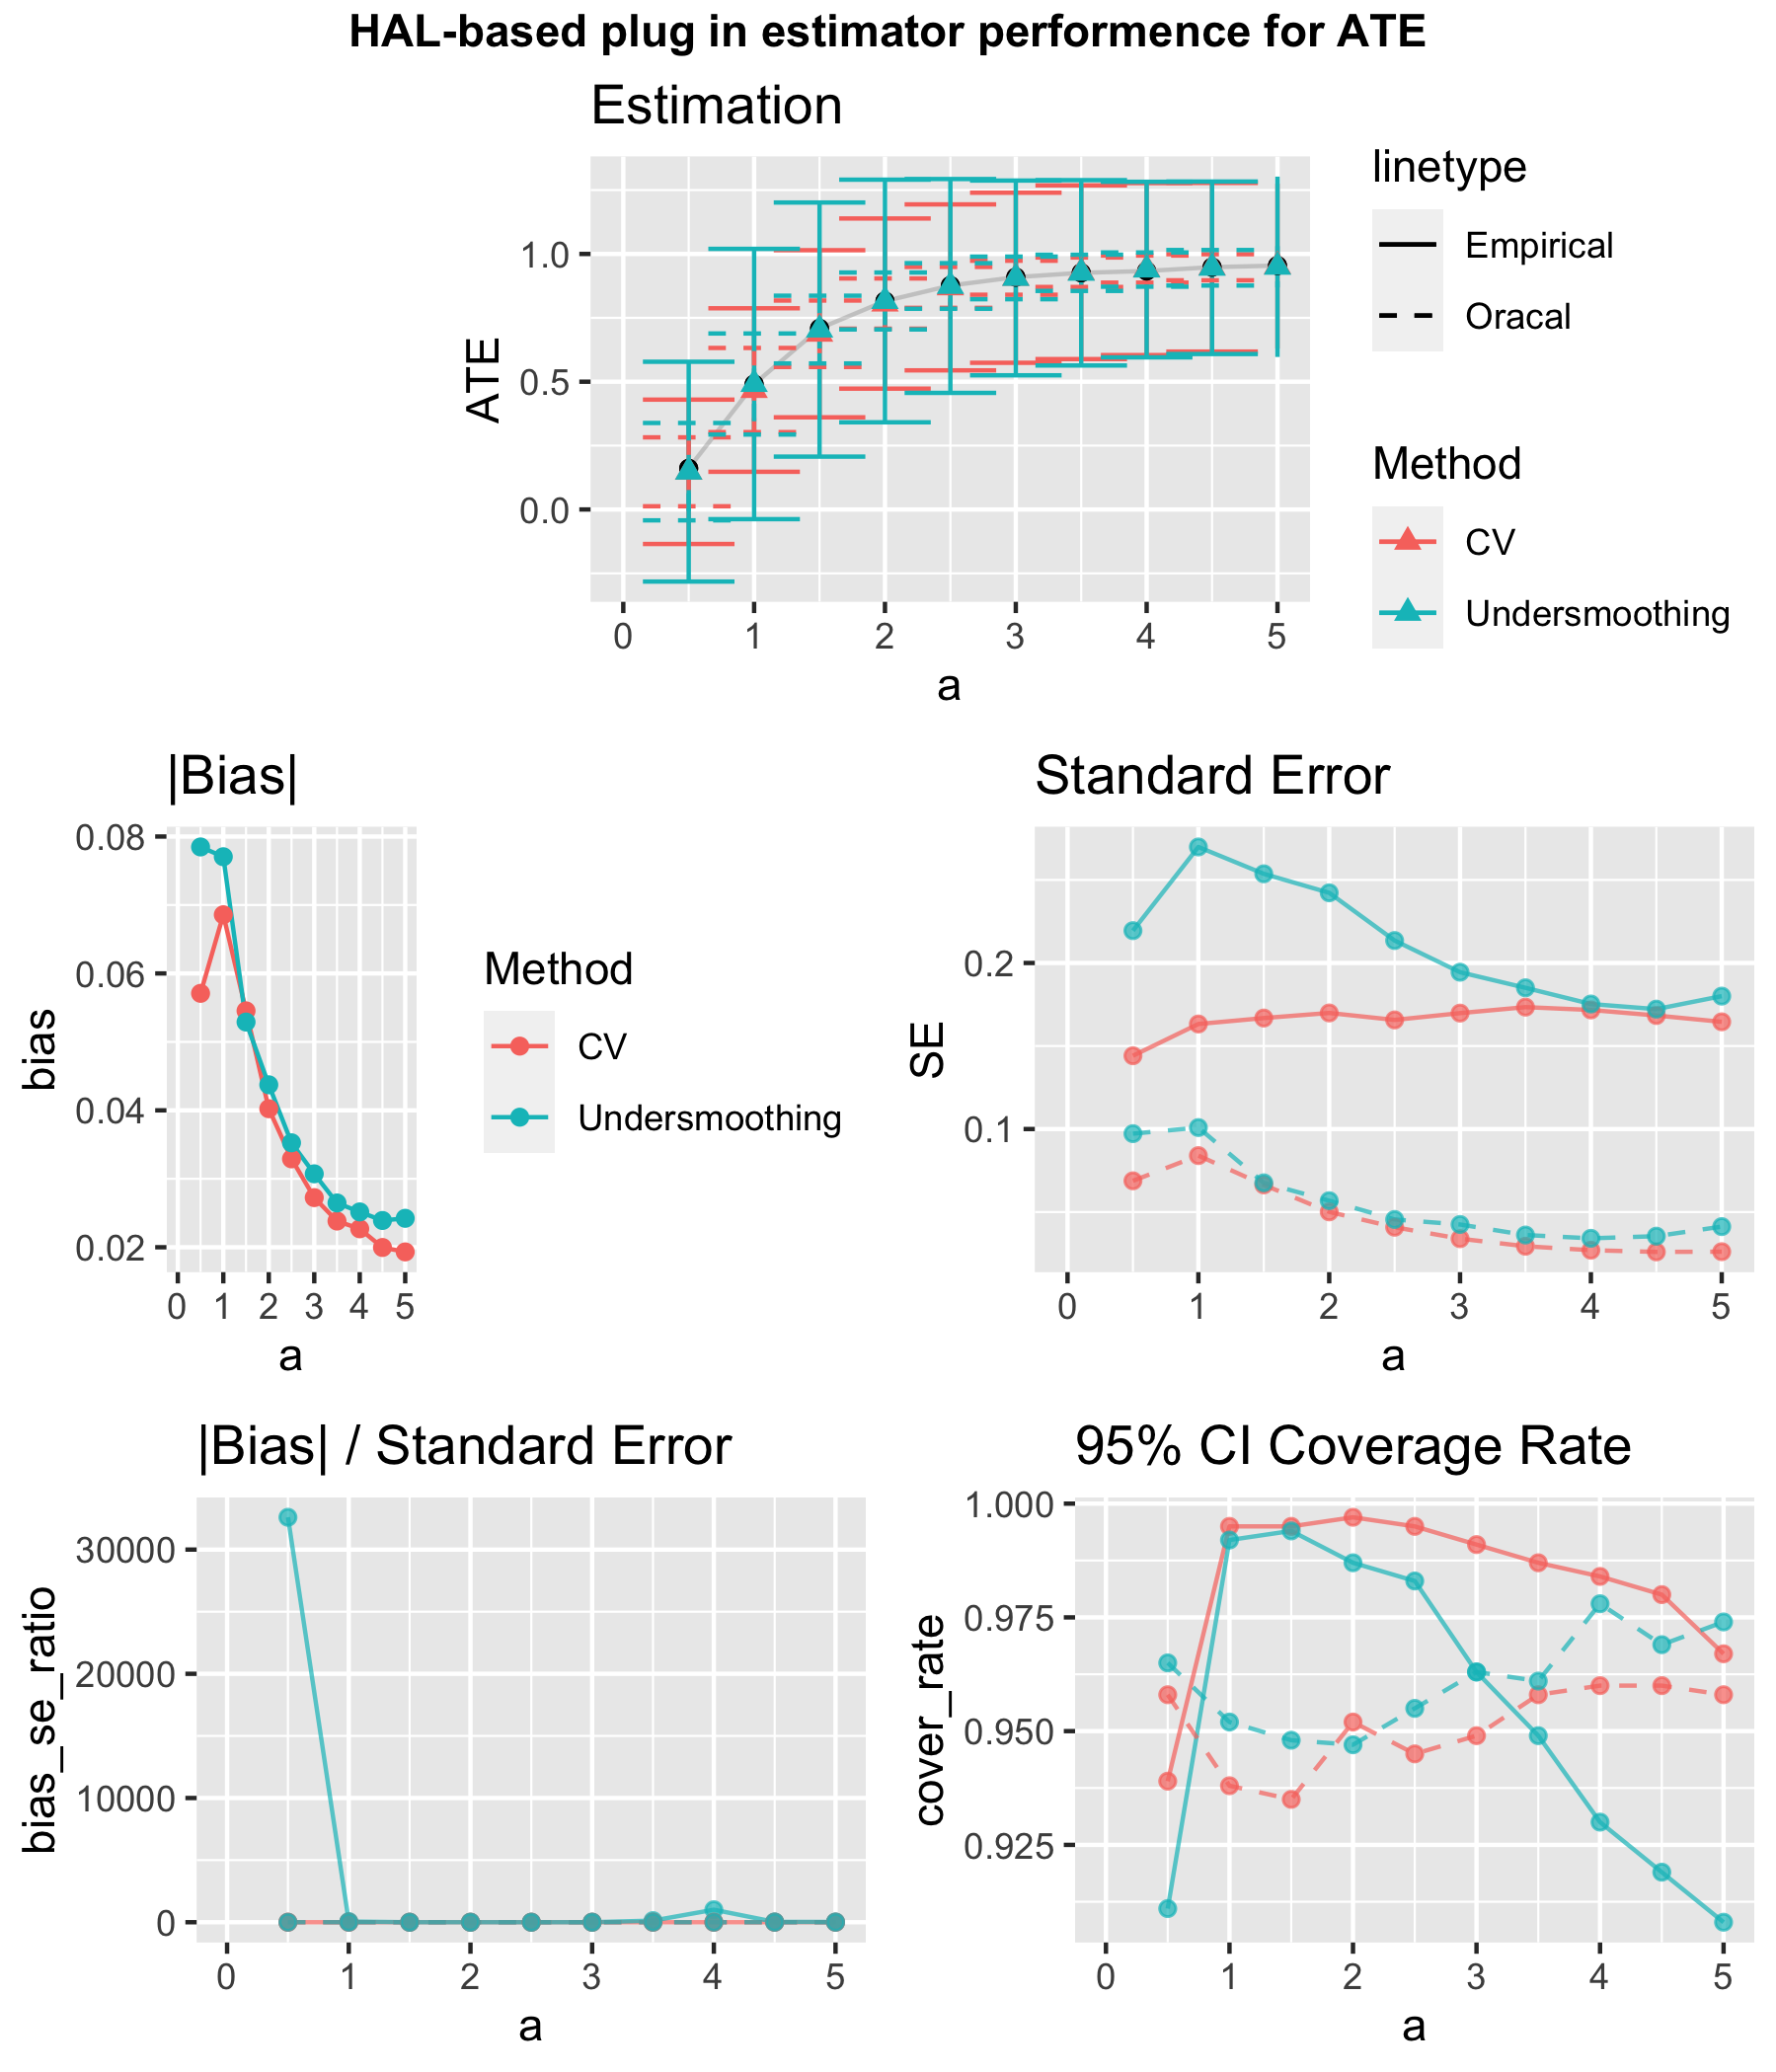 HAL-based plug in estimator performence for ATE
Estimation
ATE
1.0
0.5
0.0
0 1 2 3 4 5
a
linetype
Empirical
Oracal
Method
CV
Undersmoothing
|Bias|
bias
0.08
0.06
0.04
0.02
0 1 2 3 4 5
a
Method
CV
Undersmoothing
Standard Error
SE
0.2
0.1
0 1 2 3 4 5
a
|Bias| / Standard Error
bias_se_ratio
30000
20000
10000
0
0 1 2 3 4 5
a
95% CI Coverage Rate
cover_rate
1.000
0.975
0.950
0.925
0 1 2 3 4 5
a